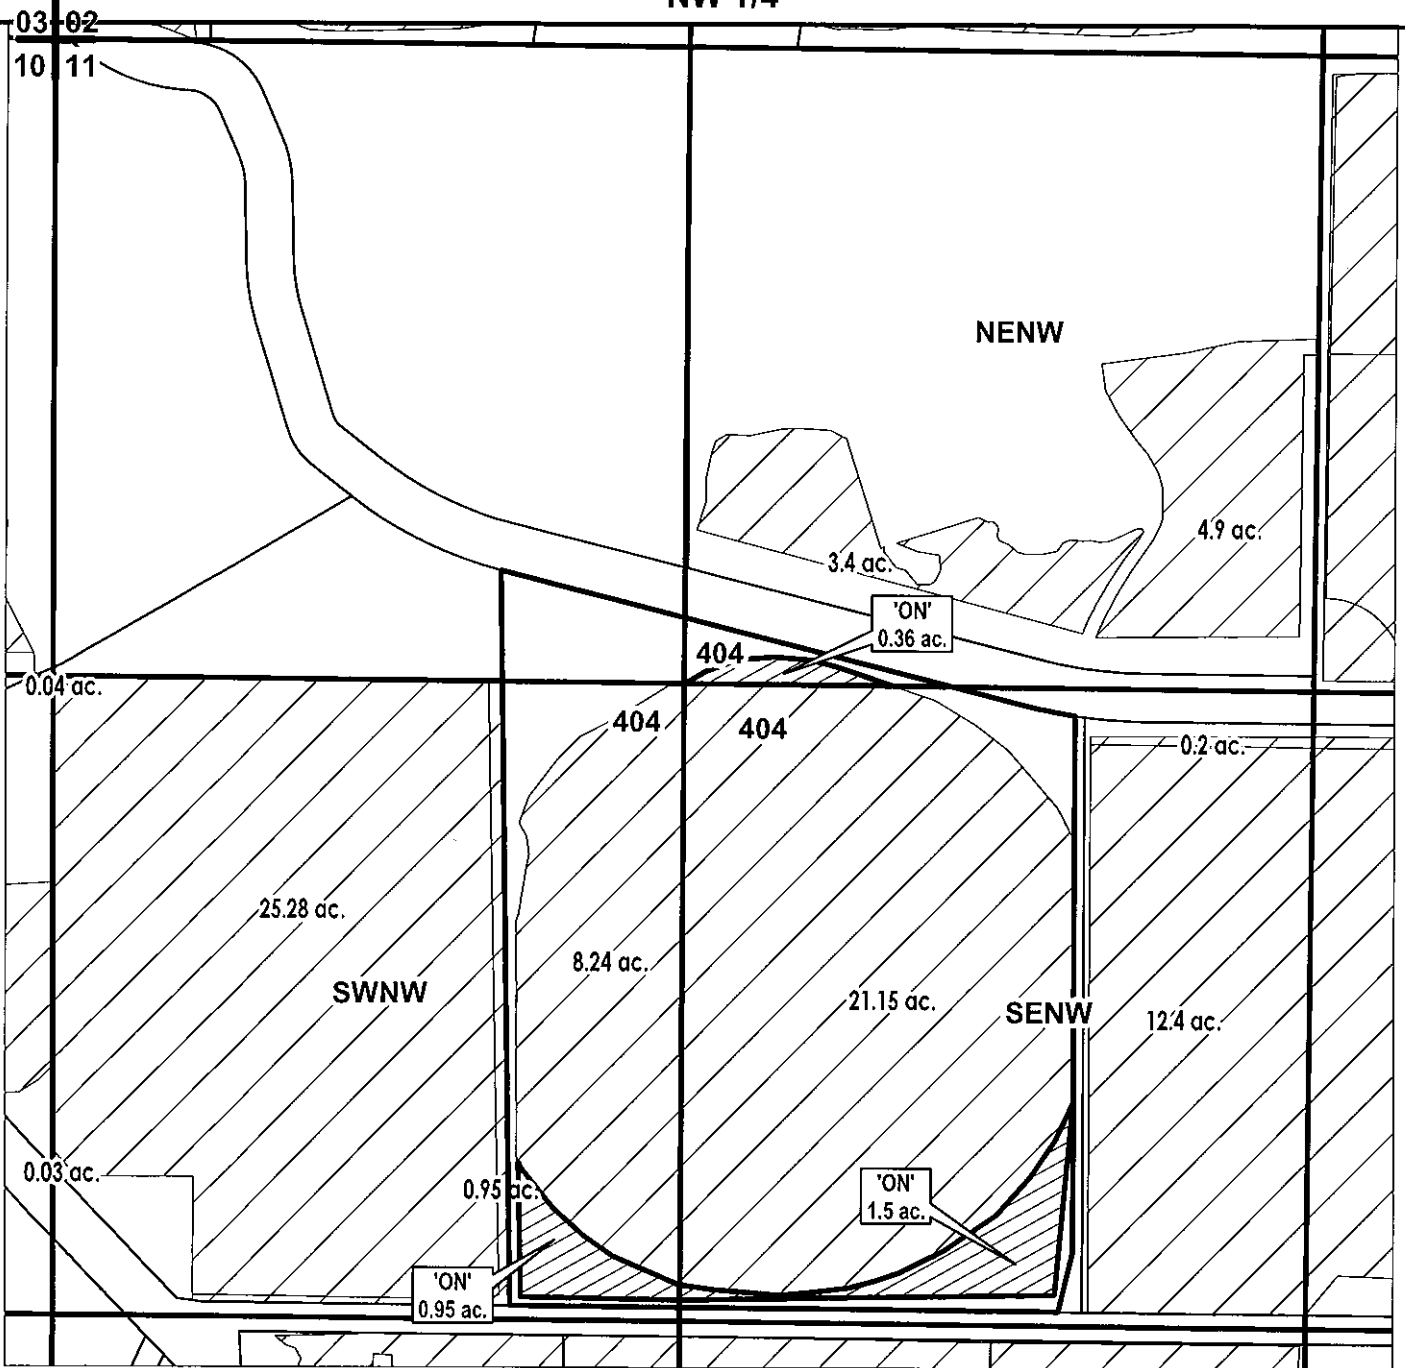 NW 1/4
03 02
10 11
NENW
4.9 ac.
3.4 ac.
'ON'
0.36 ac.
404
0.04 ac.
404
404
0.2 ac.
25.28 ac.
8.24 ac.
SWNW
21.15 ac.
SENW
12.4 ac.
0.03 ac.
0.95 ac.
'ON'
1.5 ac.
'ON'
0.95 ac.